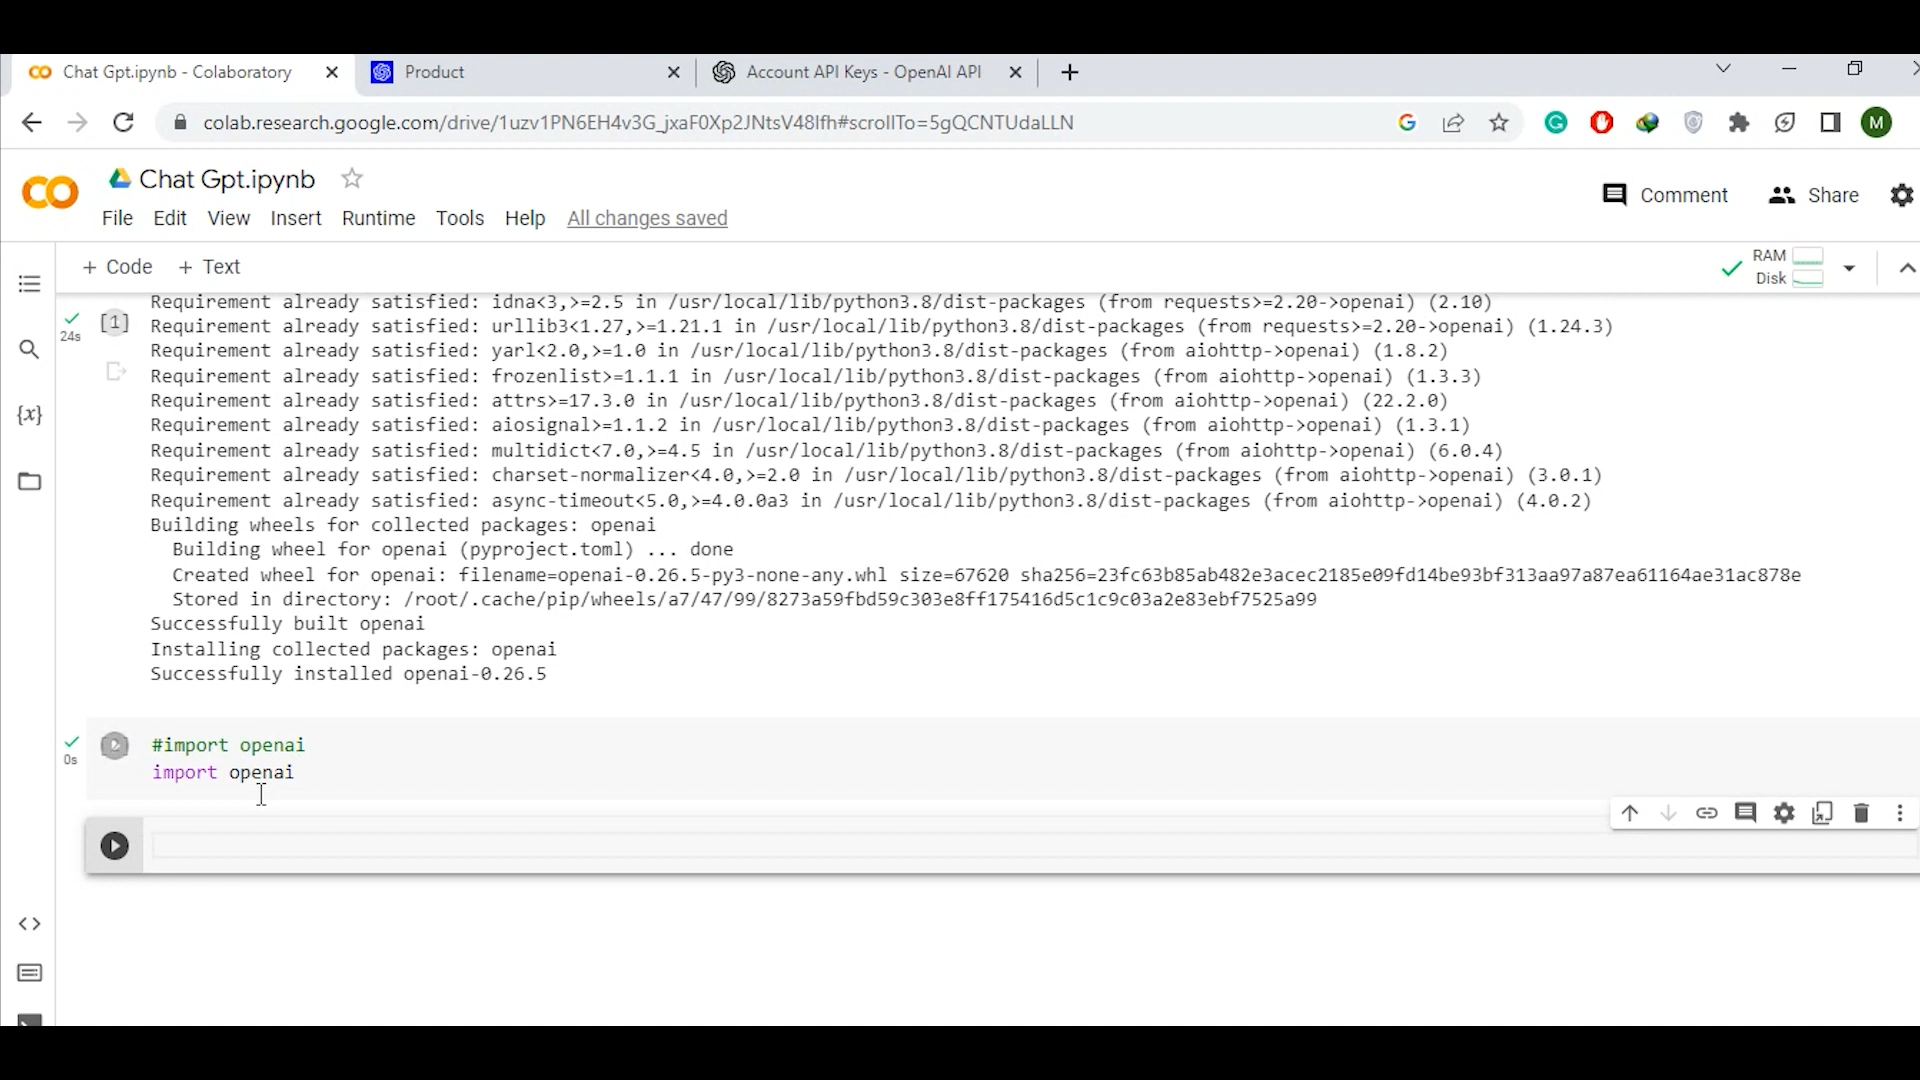 Chat Gpt.ipynb - Colaboratory
Product
Account API Keys - OpenAI API
colab.research.google.com/drive/1uzv1PN6EH4v3G_jxaF0Xp2JNtsV48lfh#scrollTo=5gQCNTUdaLLN
G
M
Chat Gpt.ipynb
Comment
Share
File Edit View Insert Runtime Tools Help All changes saved
+ Code + Text
RAM
Disk
Requirement already satisfied: idna<3,>=2.5 in /usr/local/lib/python3.8/dist-packages (from requests>=2.20->openai) (2.10)
24s
[1]
Requirement already satisfied: urllib3<1.27,>=1.21.1 in /usr/local/lib/python3.8/dist-packages (from requests>=2.20->openai) (1.24.3)
Requirement already satisfied: yarl<2.0,>=1.0 in /usr/local/lib/python3.8/dist-packages (from aiohttp->openai) (1.8.2)
Requirement already satisfied: frozenlist>=1.1.1 in /usr/local/lib/python3.8/dist-packages (from aiohttp->openai) (1.3.3)
Requirement already satisfied: attrs>=17.3.0 in /usr/local/lib/python3.8/dist-packages (from aiohttp->openai) (22.2.0)
{x}
Requirement already satisfied: aiosignal>=1.1.2 in /usr/local/lib/python3.8/dist-packages (from aiohttp->openai) (1.3.1)
Requirement already satisfied: multidict<7.0,>=4.5 in /usr/local/lib/python3.8/dist-packages (from aiohttp->openai) (6.0.4)
Requirement already satisfied: charset-normalizer<4.0,>=2.0 in /usr/local/lib/python3.8/dist-packages (from aiohttp->openai) (3.0.1)
Requirement already satisfied: async-timeout<5.0,>=4.0.0a3 in /usr/local/lib/python3.8/dist-packages (from aiohttp->openai) (4.0.2)
Building wheels for collected packages: openai
Building wheel for openai (pyproject.toml) ... done
Created wheel for openai: filename=openai-0.26.5-py3-none-any.whl size=67620 sha256=23fc63b85ab482e3acec2185e09fd14be93bf313aa97a87ea61164ae31ac878e
Stored in directory: /root/.cache/pip/wheels/a7/47/99/8273a59fbd59c303e8ff175416d5c1c9c03a2e83ebf7525a99
Successfully built openai
Installing collected packages: openai
Successfully installed openai-0.26.5
0s
#import openai
import openai